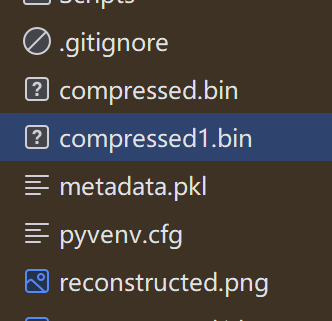 .gitignore
compressed.bin
compressed1.bin
metadata.pkl
pyvenv.cfg
reconstructed.png